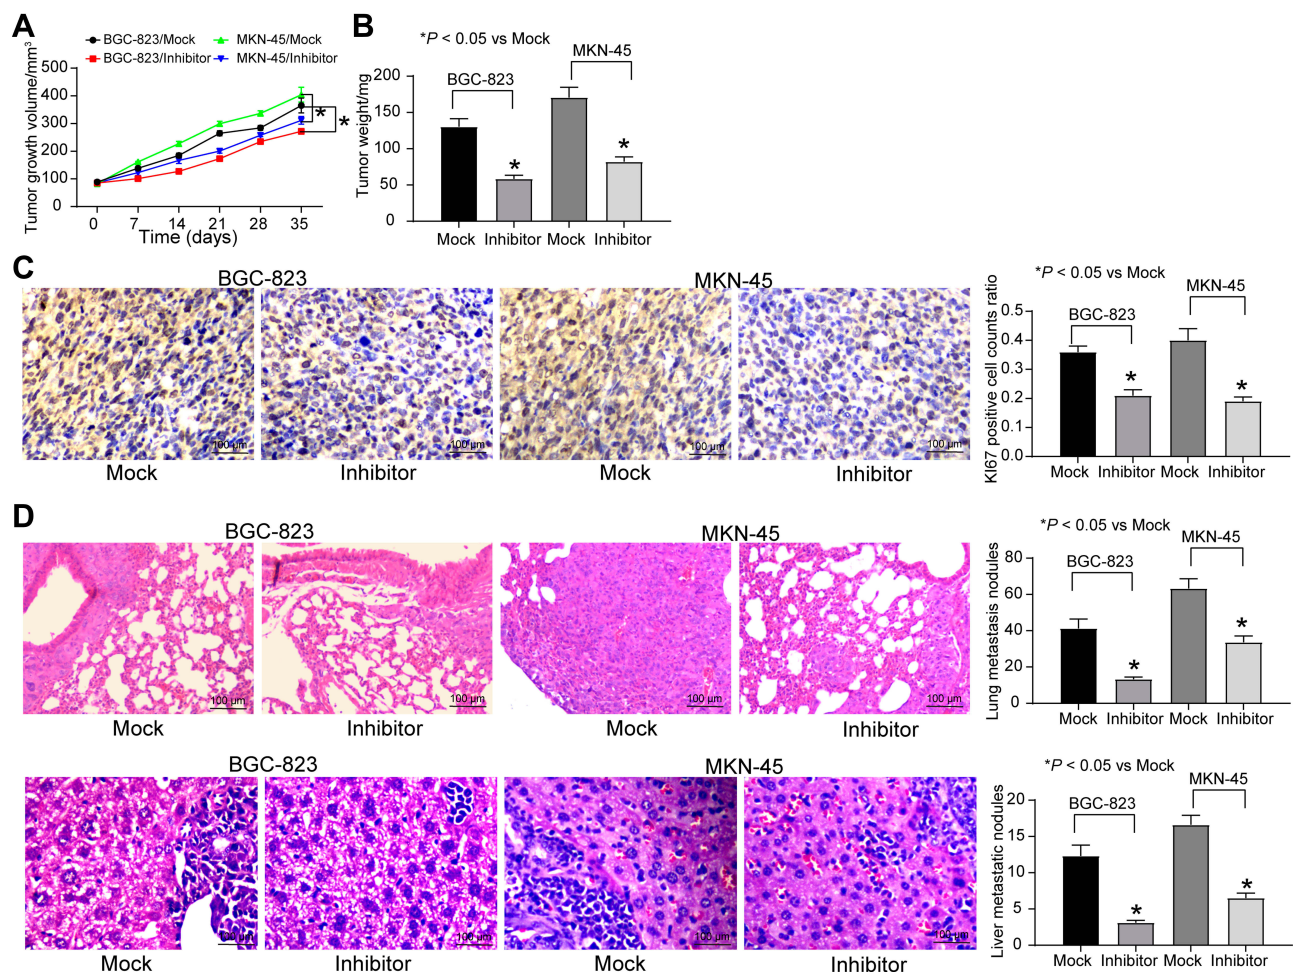 A
BGC-823/Mock
MKN-45/Mock
BGC-823/Inhibitor
MKN-45/Inhibitor
Tumor growth volume/mm³
500
400
300
200
100
0
0 7 14 21 28 35
Time (days)
*
*
B
*P < 0.05 vs Mock
MKN-45
BGC-823
Tumor weight/mg
200
150
100
50
0
*
*
Mock Inhibitor Mock Inhibitor
C
BGC-823
MKN-45
100 μm
100 μm
100 μm
100 μm
Mock
Inhibitor
Mock
Inhibitor
*P < 0.05 vs Mock
MKN-45
BGC-823
KI67 positive cell counts ratio
0.5
0.4
0.3
0.2
0.1
0.0
*
*
Mock Inhibitor Mock Inhibitor
D
BGC-823
MKN-45
100 μm
100 μm
100 μm
100 μm
Mock
Inhibitor
Mock
Inhibitor
*P < 0.05 vs Mock
MKN-45
BGC-823
Lung metastasis nodules
80
60
40
20
0
*
*
Mock Inhibitor Mock Inhibitor
BGC-823
MKN-45
100 μm
100 μm
100 μm
Mock
Inhibitor
Mock
Inhibitor
*P < 0.05 vs Mock
MKN-45
BGC-823
Liver metastatic nodules
20
15
10
5
0
*
*
Mock Inhibitor Mock Inhibitor